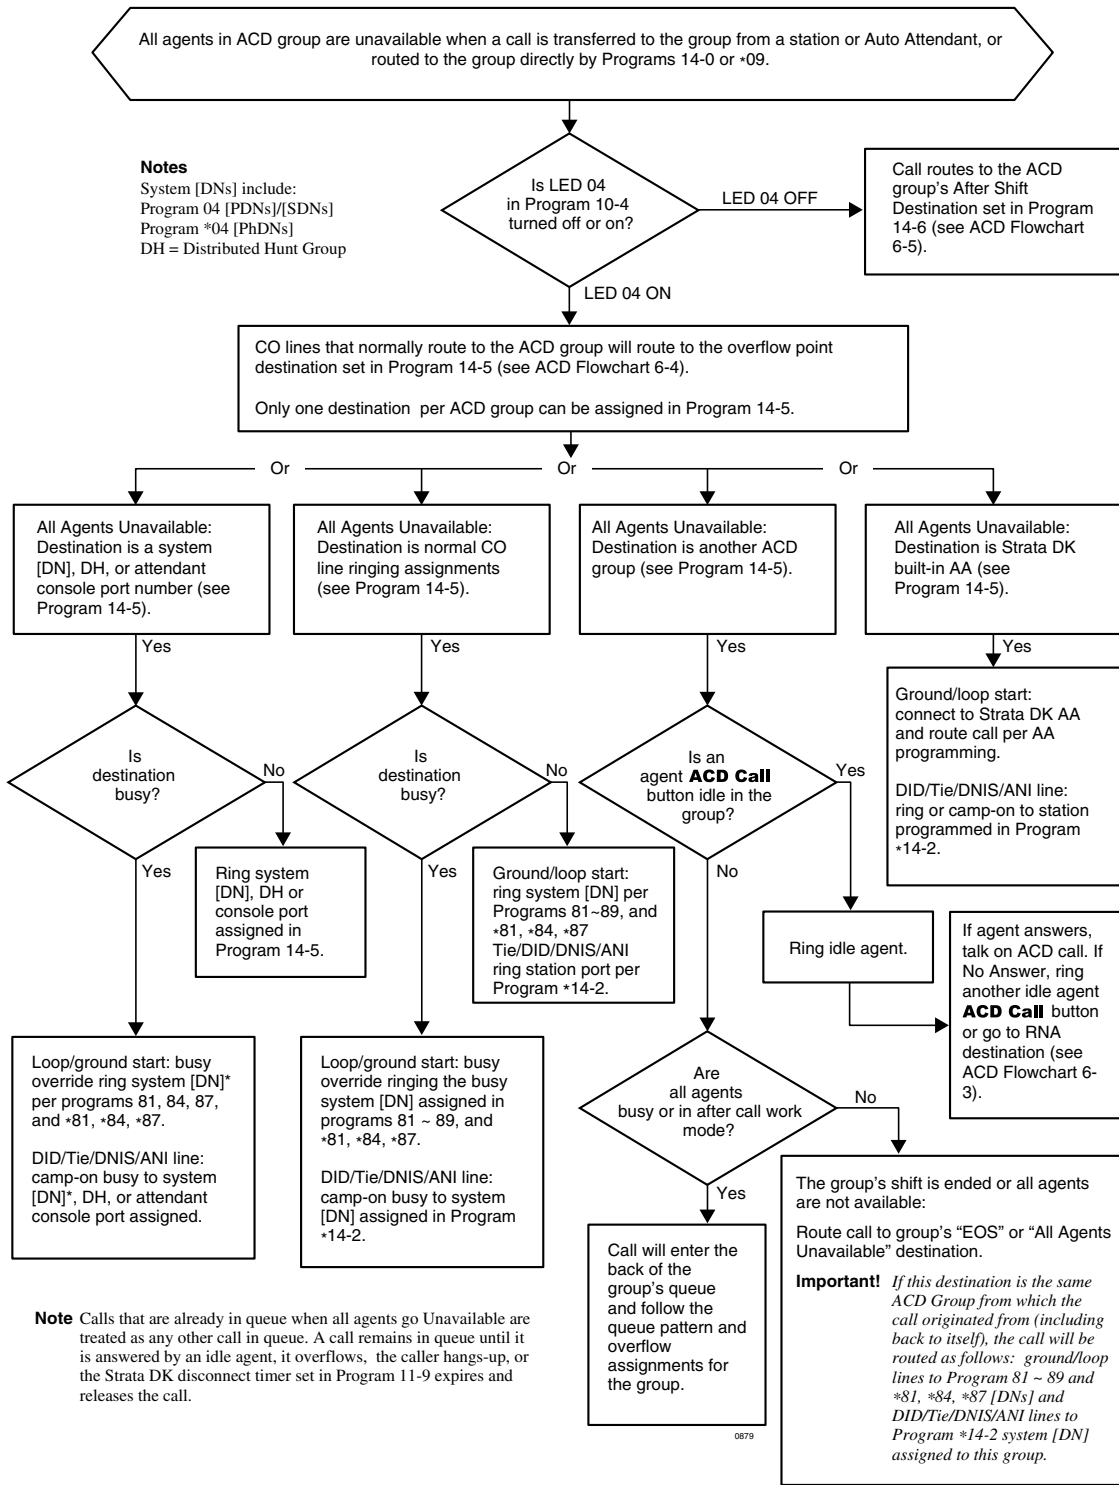 All agents in ACD group are unavailable when a call is transferred to the group from a station or Auto Attendant, or
routed to the group directly by Programs 14-0 or *09.
Notes
System [DNs] include:
Program 04 [PDNs]/[SDNs]
Program *04 [PhDNs]
DH = Distributed Hunt Group
Is LED 04
in Program 10-4
turned off or on?
LED 04 OFF
Call routes to the ACD
group's After Shift
Destination set in Program
14-6 (see ACD Flowchart
6-5).
LED 04 ON
CO lines that normally route to the ACD group will route to the overflow point
destination set in Program 14-5 (see ACD Flowchart 6-4).
Only one destination per ACD group can be assigned in Program 14-5.
Or
Or
Or
All Agents Unavailable:
Destination is a system
[DN], DH, or attendant
console port number (see
Program 14-5).
All Agents Unavailable:
Destination is normal CO
line ringing assignments
(see Program 14-5).
All Agents Unavailable:
Destination is another ACD
group (see Program 14-5).
All Agents Unavailable:
Destination is Strata DK
built-in AA (see
Program 14-5).
Yes
Yes
Yes
Yes
Is
destination
busy?
No
Yes
Is
destination
busy?
No
Yes
Is an
agent ACD Call
button idle in the
group?
Yes
No
Ground/loop start:
connect to Strata DK AA
and route call per AA
programming.
DID/Tie/DNIS/ANI line:
ring or camp-on to station
programmed in Program
*14-2.
Ring system
[DN], DH or
console port
assigned in
Program 14-5.
Ground/loop start:
ring system [DN] per
Programs 81~89, and
*81, *84, *87
Tie/DID/DNIS/ANI
ring station port per
Program *14-2.
Ring idle agent.
If agent answers,
talk on ACD call. If
No Answer, ring
another idle agent
ACD Call button
or go to RNA
destination (see
ACD Flowchart 6-
3).
Loop/ground start: busy
override ring system [DN]*
per programs 81, 84, 87,
and *81, *84, *87.
DID/Tie/DNIS/ANI line:
camp-on busy to system
[DN]*, DH, or attendant
console port assigned.
Loop/ground start: busy
override ringing the busy
system [DN] assigned in
programs 81 ~ 89, and
*81, *84, *87.
DID/Tie/DNIS/ANI line:
camp-on busy to system
[DN] assigned in Program
*14-2.
Are
all agents
busy or in after call work
mode?
No
Yes
Call will enter the
back of the
group's queue
and follow the
queue pattern and
overflow
assignments for
the group.
The group's shift is ended or all agents
are not available:
Route call to group's “EOS” or “All Agents
Unavailable” destination.
Important! If this destination is the same
ACD Group from which the
call originated from (including
back to itself), the call will be
routed as follows: ground/loop
lines to Program 81 ~ 89 and
*81, *84, *87 [DNs] and
DID/Tie/DNIS/ANI lines to
Program *14-2 system [DN]
assigned to this group.
Note Calls that are already in queue when all agents go Unavailable are
treated as any other call in queue. A call remains in queue until it
is answered by an idle agent, it overflows, the caller hangs-up, or
the Strata DK disconnect timer set in Program 11-9 expires and
releases the call.
0879